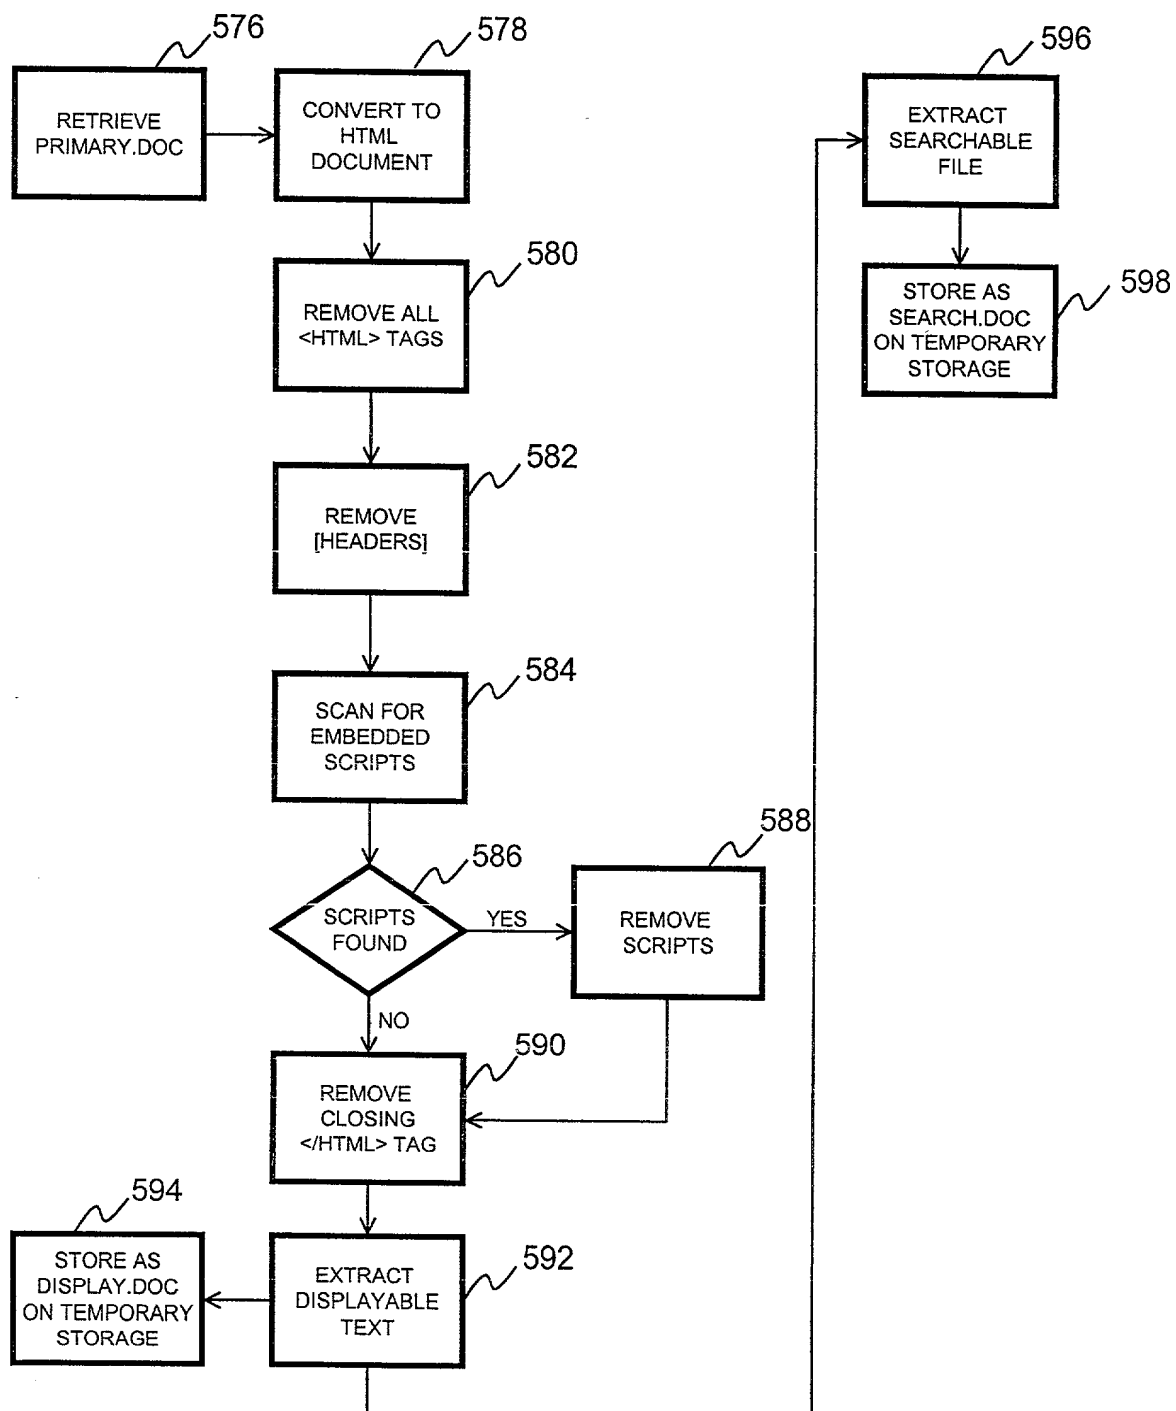 576
RETRIEVE
PRIMARY.DOC
578
CONVERT TO
HTML
DOCUMENT
580
REMOVE ALL
<HTML> TAGS
582
REMOVE
[HEADERS]
584
SCAN FOR
EMBEDDED
SCRIPTS
586
SCRIPTS
FOUND
YES
NO
588
REMOVE
SCRIPTS
590
REMOVE
CLOSING
</HTML> TAG
592
EXTRACT
DISPLAYABLE
TEXT
594
STORE AS
DISPLAY.DOC
ON TEMPORARY
STORAGE
596
EXTRACT
SEARCHABLE
FILE
598
STORE AS
SEARCH.DOC
ON TEMPORARY
STORAGE